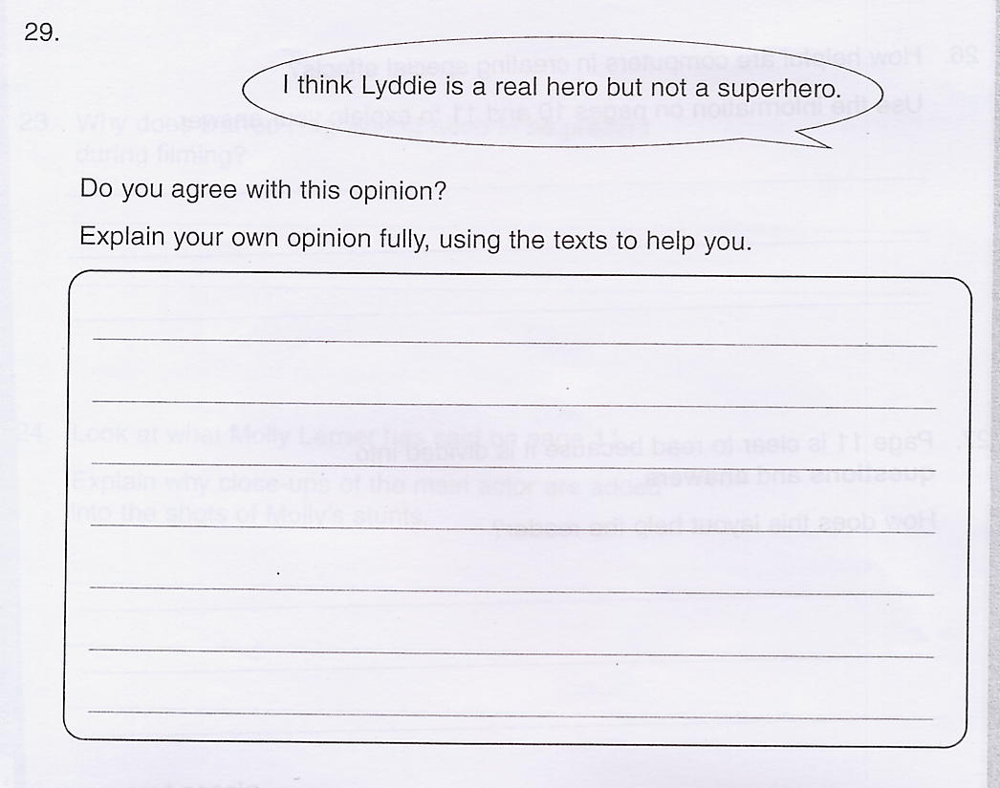 29.
I think Lyddie is a real hero but not a superhero.
Do you agree with this opinion?
Explain your own opinion fully, using the texts to help you.